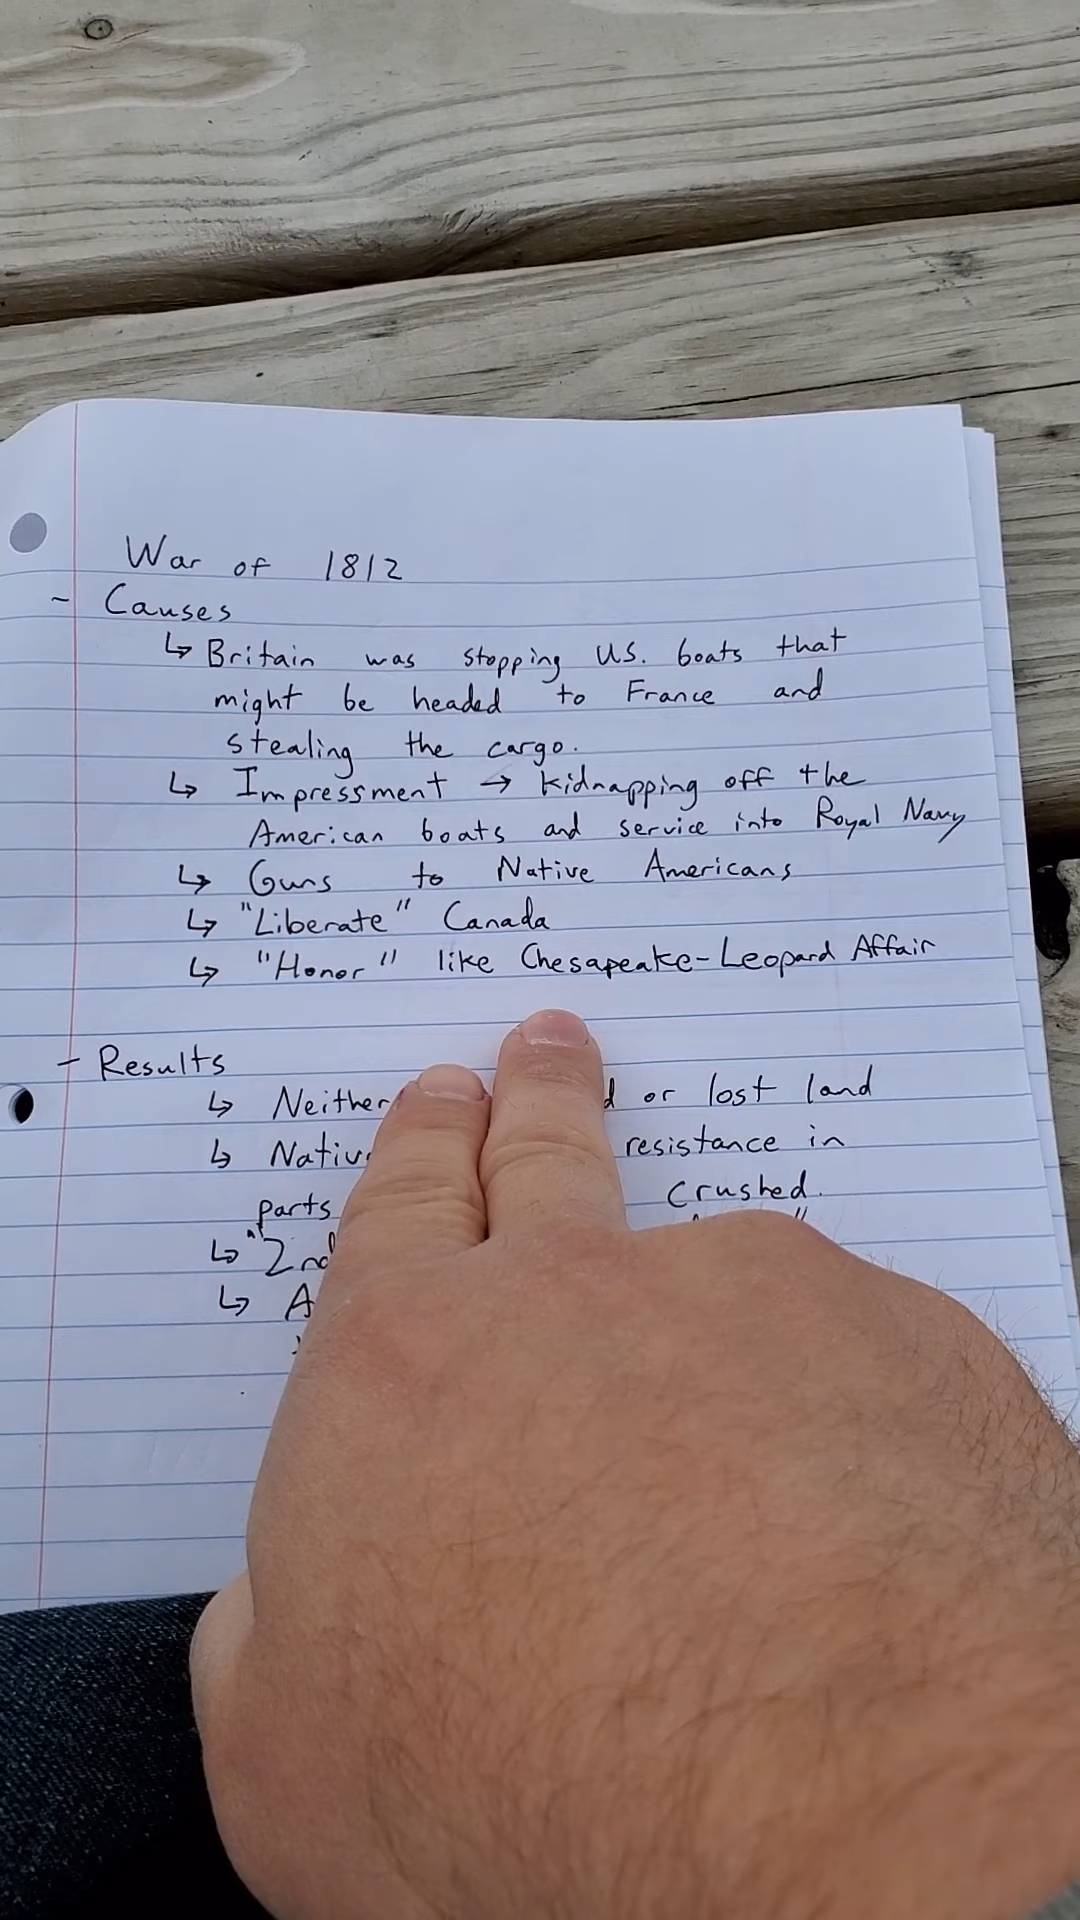 War of 1812
- Causes
↳ Britain was stopping U.S. boats that
might be headed to France and
stealing the cargo.
↳ Impressment → kidnapping off the
American boats and service into Royal Navy
↳ Guns to Native Americans
↳ "Liberate" Canada
↳ "Honor" like Chesapeake-Leopard Affair
- Results
↳ Neither or lost land
↳ resistance in
parts crushed.
↳ "2nd
↳